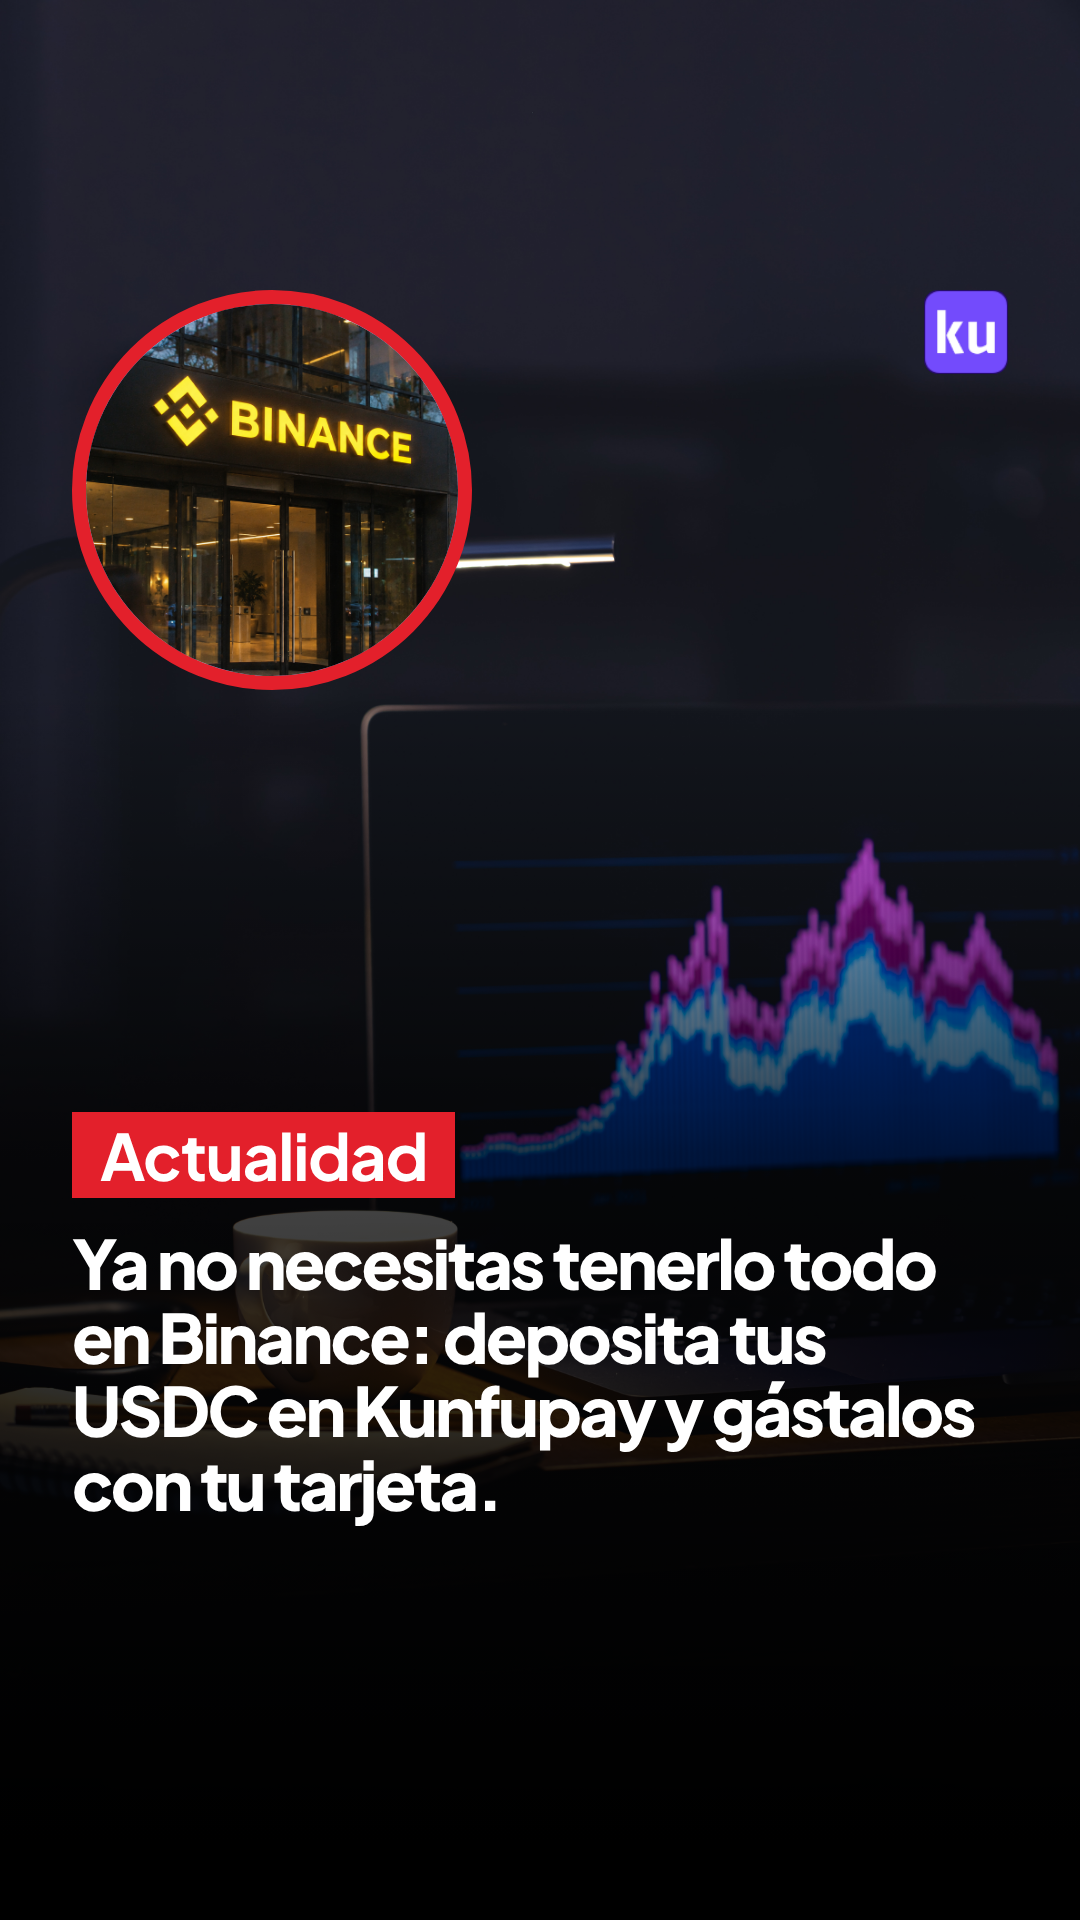 BINANCE
ku
Actualidad
Ya no necesitas tenerlo todo
en Binance: deposita tus
USDC en Kunfupay y gástalos
con tu tarjeta.